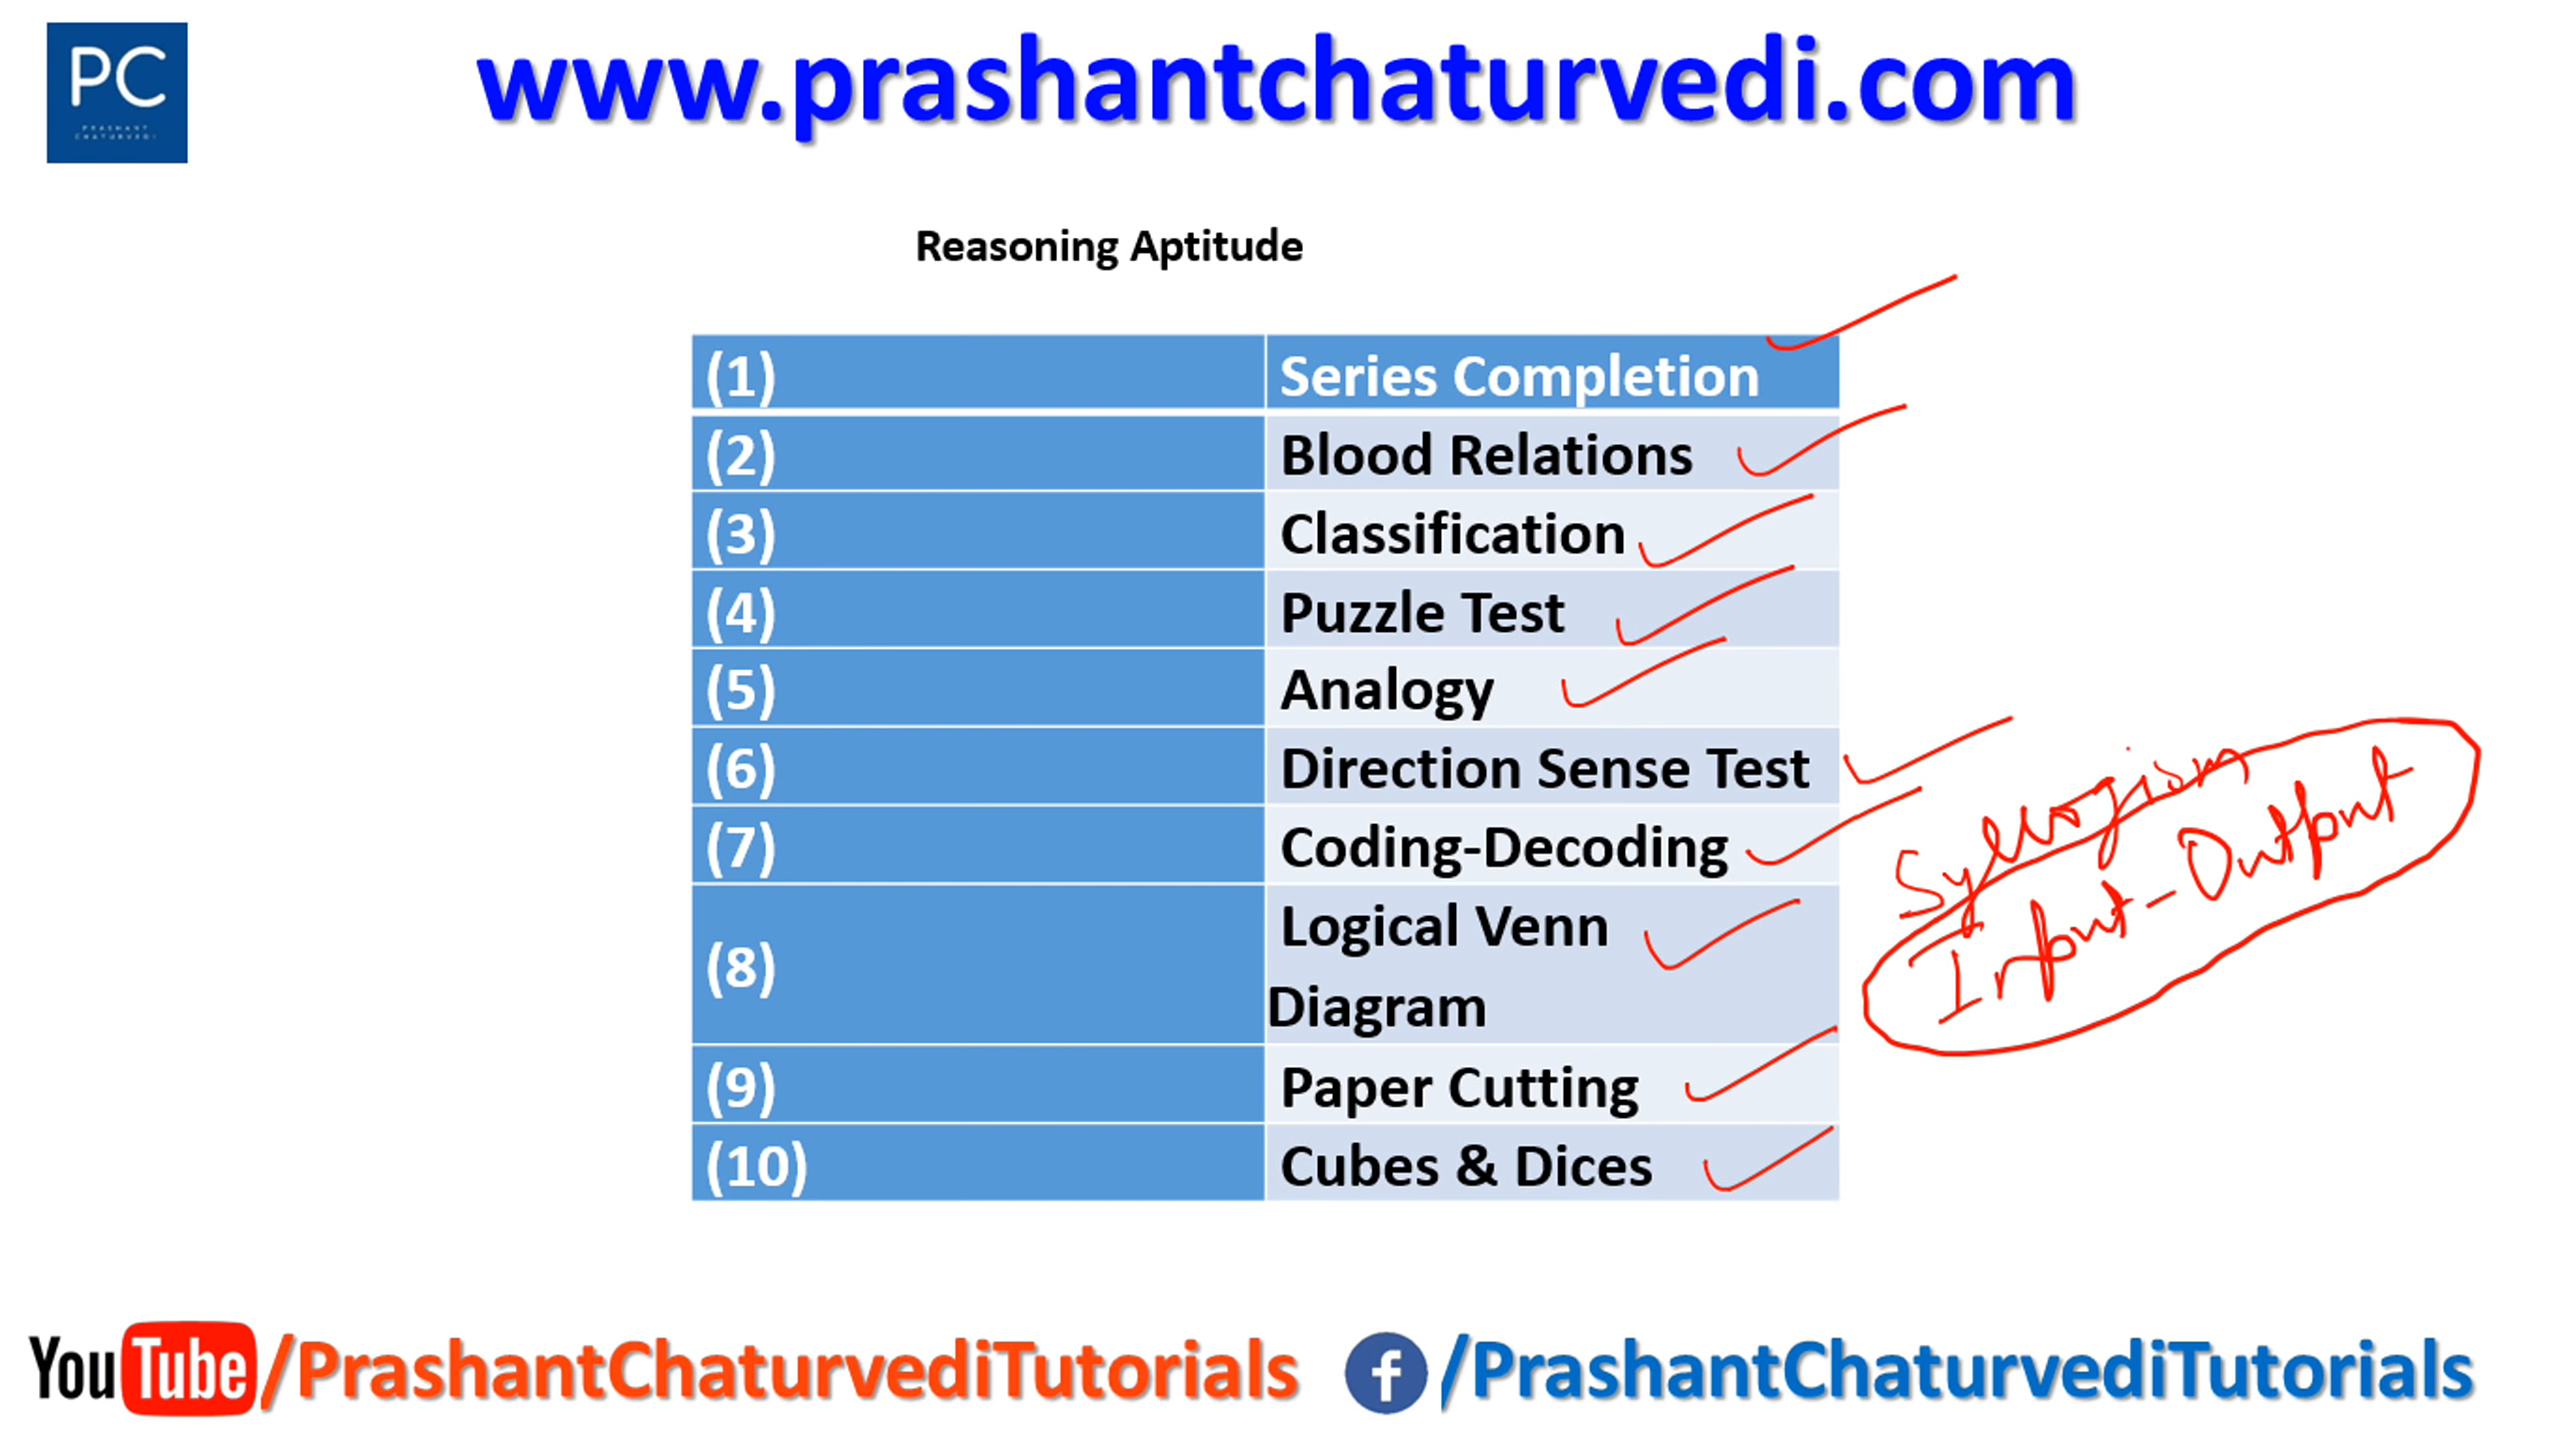 PC
PRASHANT
CHATURVEDI
www.prashantchaturvedi.com
Reasoning Aptitude
(1) Series Completion
(2) Blood Relations
(3) Classification
(4) Puzzle Test
(5) Analogy
(6) Direction Sense Test
(7) Coding-Decoding
(8) Logical Venn
Diagram
(9) Paper Cutting
(10) Cubes & Dices
Syllogism
Input-Output
YouTube/PrashantChaturvediTutorials
f/PrashantChaturvediTutorials